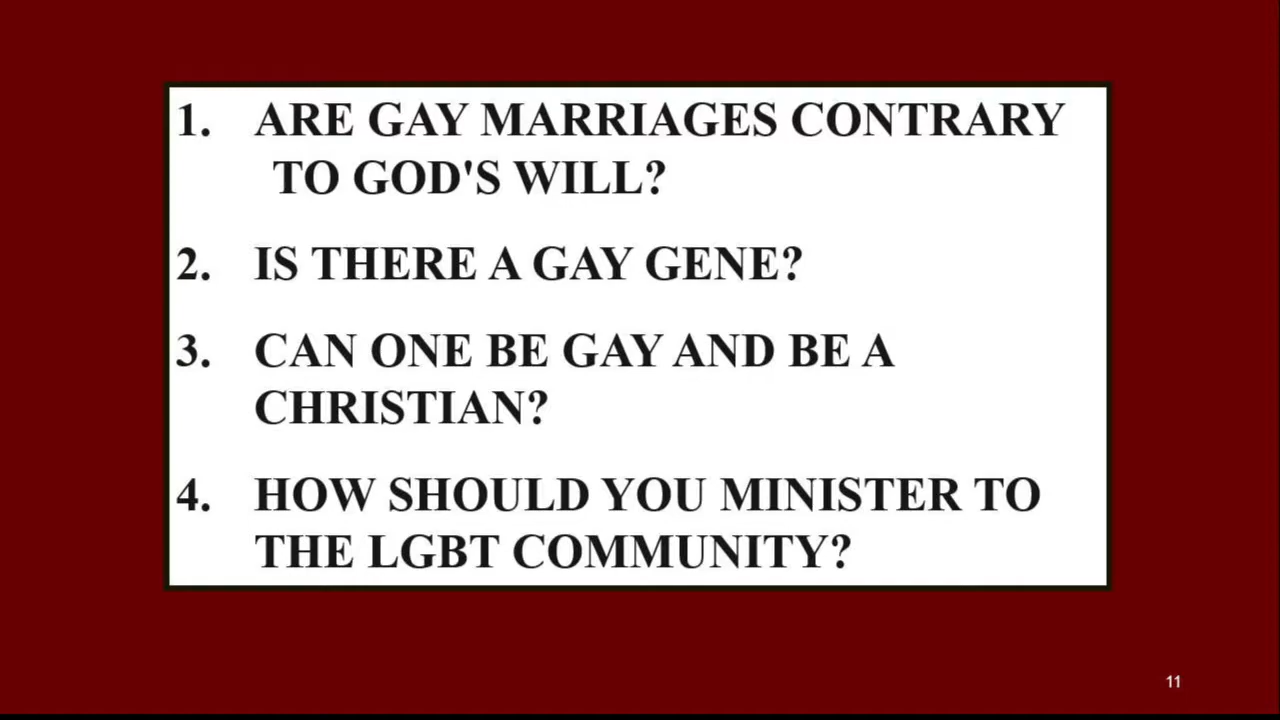 1. ARE GAY MARRIAGES CONTRARY
TO GOD'S WILL?
2. IS THERE A GAY GENE?
3. CAN ONE BE GAY AND BE A
CHRISTIAN?
4. HOW SHOULD YOU MINISTER TO
THE LGBT COMMUNITY?
11